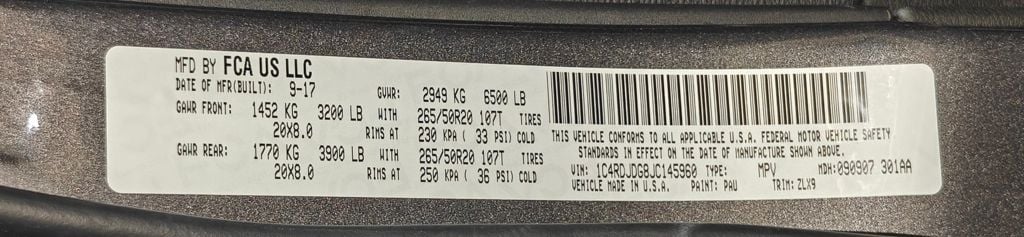 MFD BY FCA US LLC
DATE OF MFR(BUILT): 9-17 GVWR: 2949 KG 6500 LB
GAWR FRONT: 1452 KG 3200 LB WITH 265/50R20 107T TIRES
20X8.0 RIMS AT 230 KPA ( 33 PSI) COLD
GAWR REAR: 1770 KG 3900 LB WITH 265/50R20 107T TIRES
20X8.0 RIMS AT 250 KPA ( 36 PSI) COLD
THIS VEHICLE CONFORMS TO ALL APPLICABLE U.S.A. FEDERAL MOTOR VEHICLE SAFETY
STANDARDS IN EFFECT ON THE DATE OF MANUFACTURE SHOWN ABOVE.
VIN: 1C4RDJDG8JC145960 TYPE: MPV MDH:090907 301AA
VEHICLE MADE IN U.S.A. PAINT: PAU TRIM: ZLX9